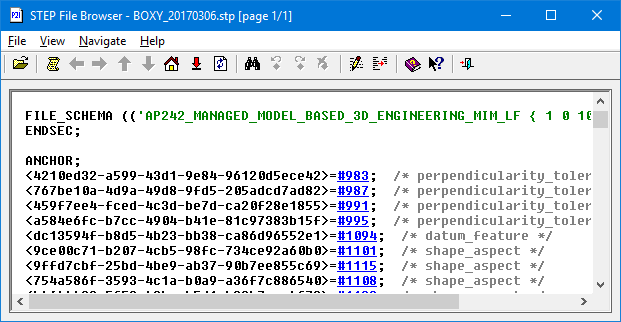 P21 STEP File Browser - BOXY_20170306.stp [page 1/1]
File View Navigate Help
FILE_SCHEMA (('AP242_MANAGED_MODEL_BASED_3D_ENGINEERING_MIM_LF { 1 0 10
ENDSEC;
ANCHOR;
<4210ed32-a599-43d1-9e84-96120d5ece42>=#983; /* perpendicularity_toler
<767be10a-4d9a-49d8-9fd5-205adcd7ad82>=#987; /* perpendicularity_toler
<459f7ee4-fced-4c3d-be7d-ca20f28e1855>=#991; /* perpendicularity_toler
<a584e6fc-b7cc-4904-b41e-81c97383b15f>=#995; /* perpendicularity_toler
<dc13594f-b8d5-4b23-bb38-ca86d96552e1>=#1094; /* datum_feature */
<9ce00c71-b207-4cb5-98fc-734ce92a60b0>=#1101; /* shape_aspect */
<9ffd7cbf-25bd-4be9-ab37-90b7ee855c69>=#1115; /* shape_aspect */
<754a586f-3593-4c1a-b0a9-a36f7c886540>=#1108; /* shape_aspect */